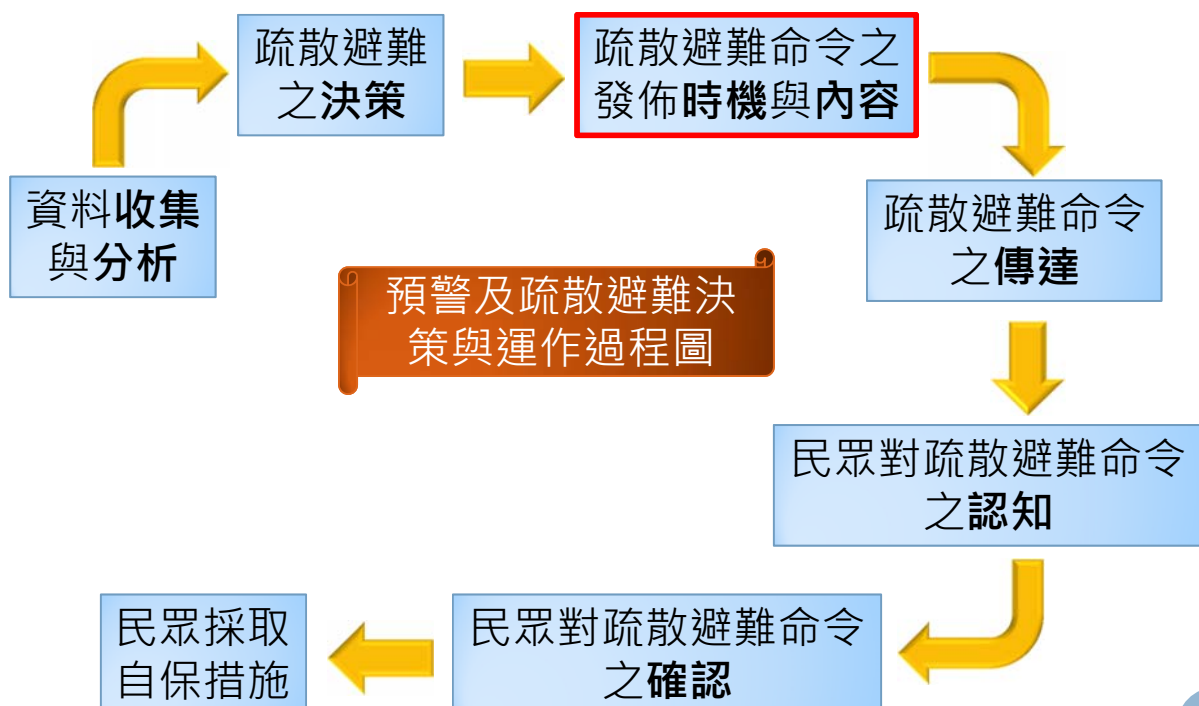 疏散避難
之決策
疏散避難命令之
發佈時機與內容
資料收集
與分析
疏散避難命令
之傳達
預警及疏散避難決
策與運作過程圖
民眾對疏散避難命令
之認知
民眾採取
自保措施
民眾對疏散避難命令
之確認